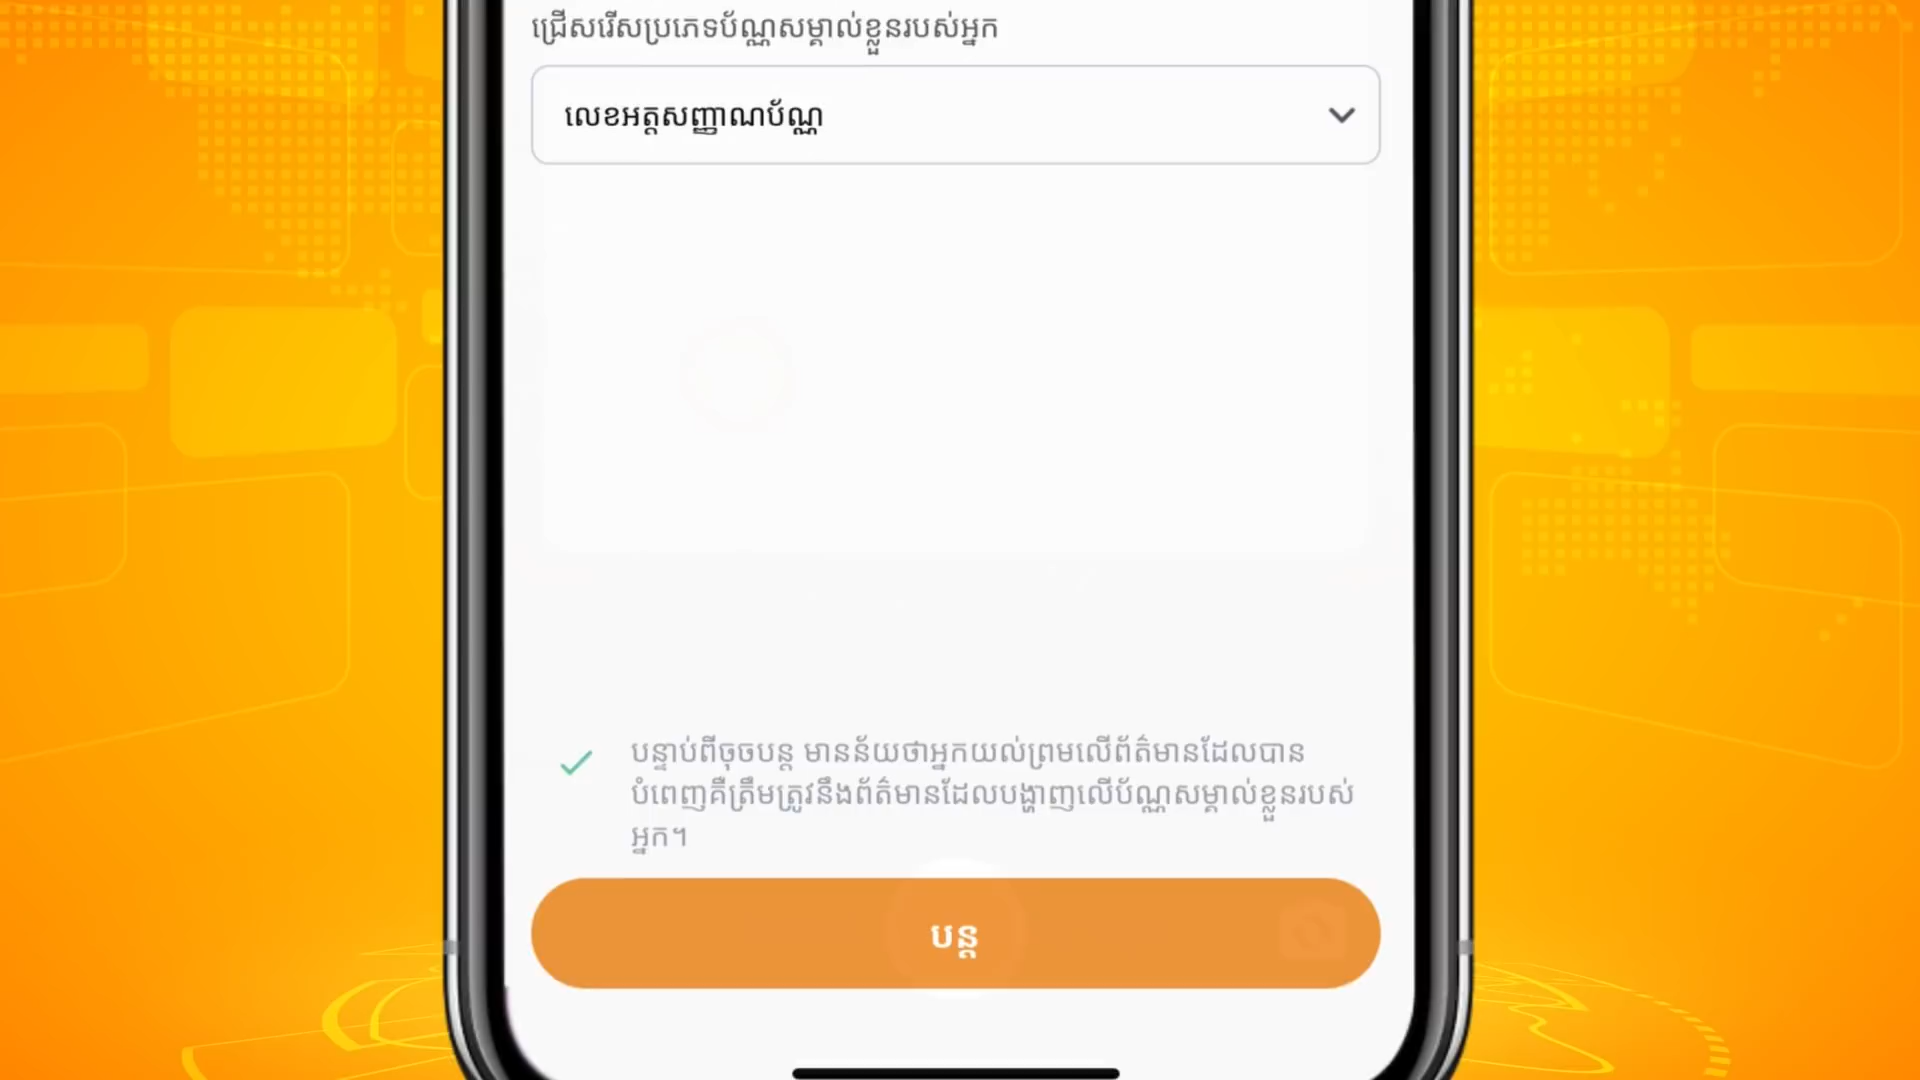 ជ្រើសរើសប្រភេទប័ណ្ណសម្គាល់ខ្លួនរបស់អ្នក
លេខអត្តសញ្ញាណប័ណ្ណ
បន្ទាប់ពីចុចបន្ត មានន័យថាអ្នកយល់ព្រមលើព័ត៌មានដែលបាន
បំពេញគឺត្រឹមត្រូវនឹងព័ត៌មានដែលបង្ហាញលើប័ណ្ណសម្គាល់ខ្លួនរបស់
អ្នក។
បន្ត